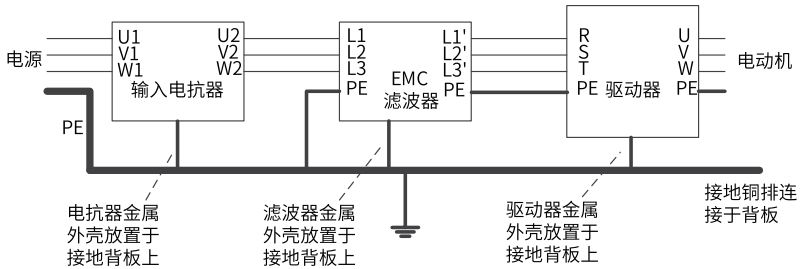 电源
U1 U2
V1 V2
W1 W2
输入电抗器
L1 L1'
L2 L2'
L3 L3'
PE PE
EMC
滤波器
R U
S V
T W
PE 驱动器 PE
电动机
PE
电抗器金属
外壳放置于
接地背板上
滤波器金属
外壳放置于
接地背板上
驱动器金属
外壳放置于
接地背板上
接地铜排连
接于背板